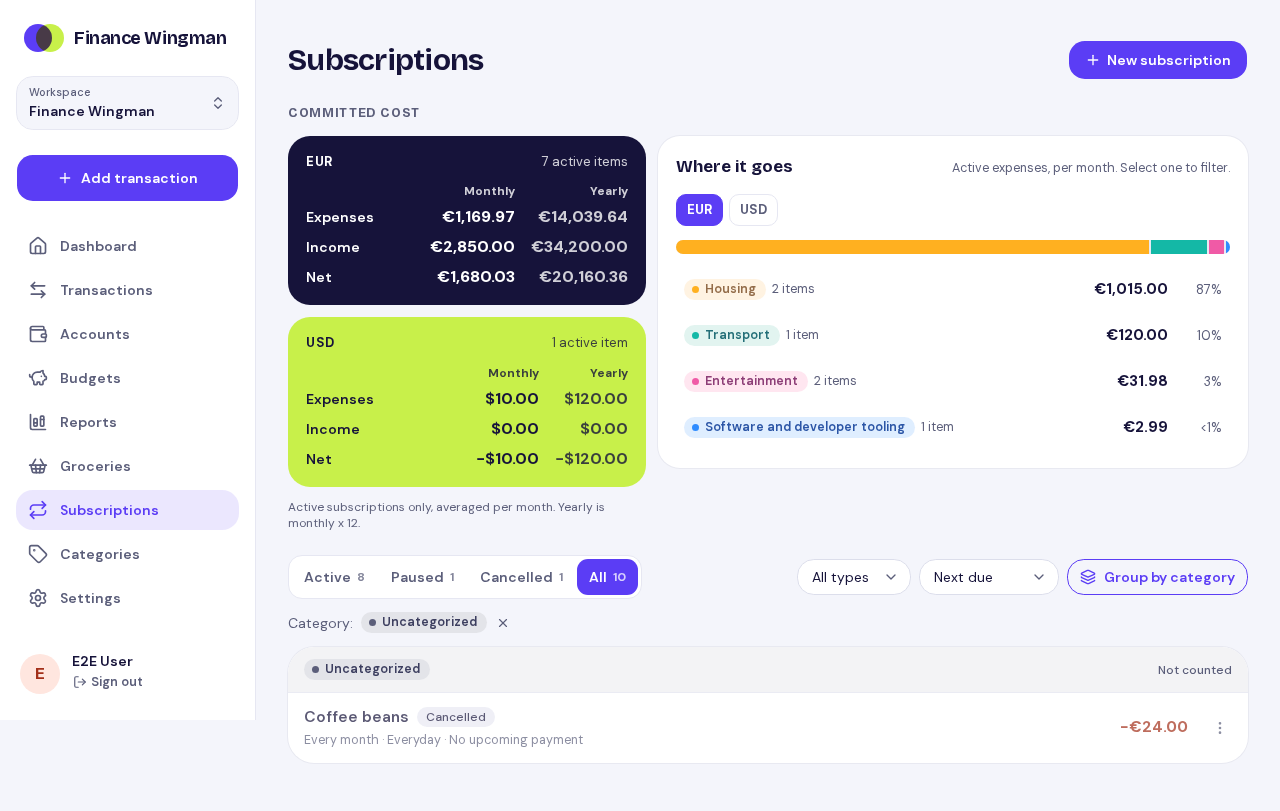 Finance Wingman
Workspace
Finance Wingman
Add transaction
Dashboard
Transactions
Accounts
Budgets
Reports
Groceries
Subscriptions
Categories
Settings
E
E2E User
Sign out
Subscriptions
New subscription
COMMITTED COST
EUR 7 active items
Monthly Yearly
Expenses €1,169.97 €14,039.64
Income €2,850.00 €34,200.00
Net €1,680.03 €20,160.36
USD 1 active item
Monthly Yearly
Expenses $10.00 $120.00
Income $0.00 $0.00
Net -$10.00 -$120.00
Active subscriptions only, averaged per month. Yearly is
monthly x 12.
Where it goes Active expenses, per month. Select one to filter.
EUR USD
Housing 2 items €1,015.00 87%
Transport 1 item €120.00 10%
Entertainment 2 items €31.98 3%
Software and developer tooling 1 item €2.99 <1%
Active 8 Paused 1 Cancelled 1 All 10 All types Next due Group by category
Category: Uncategorized
Uncategorized Not counted
Coffee beans Cancelled -€24.00
Every month · Everyday · No upcoming payment